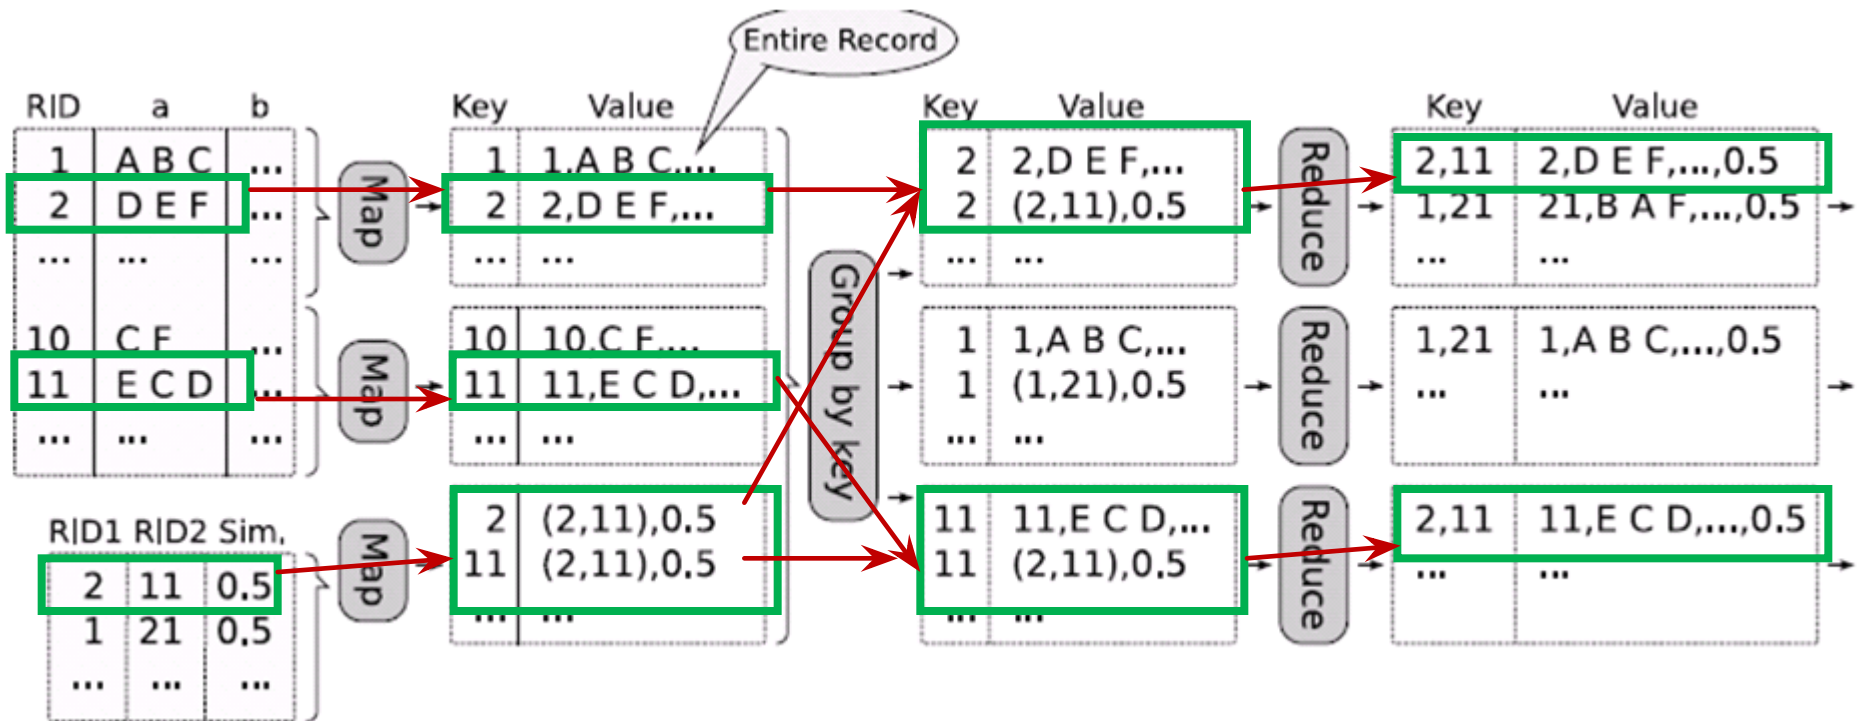 Entire Record
RID a b
1 A B C ...
2 D E F ...
... ... ...
10 C F ...
11 E C D ...
... ... ...
RID1 RID2 Sim.
2 11 0.5
1 21 0.5
... ... ...
Map
Map
Map
Key Value
1 1,A B C,...
2 2,D E F,...
... ...
10 10,C F,...
11 11,E C D,...
... ...
2 (2,11),0.5
11 (2,11),0.5
... ...
Group by key
Key Value
2 2,D E F,...
2 (2,11),0.5
... ...
1 1,A B C,...
1 (1,21),0.5
... ...
11 11,E C D,...
11 (2,11),0.5
... ...
Reduce
Reduce
Reduce
Key Value
2,11 2,D E F,...,0.5
1,21 21,B A F,...,0.5
... ...
1,21 1,A B C,...,0.5
... ...
2,11 11,E C D,...,0.5
... ...